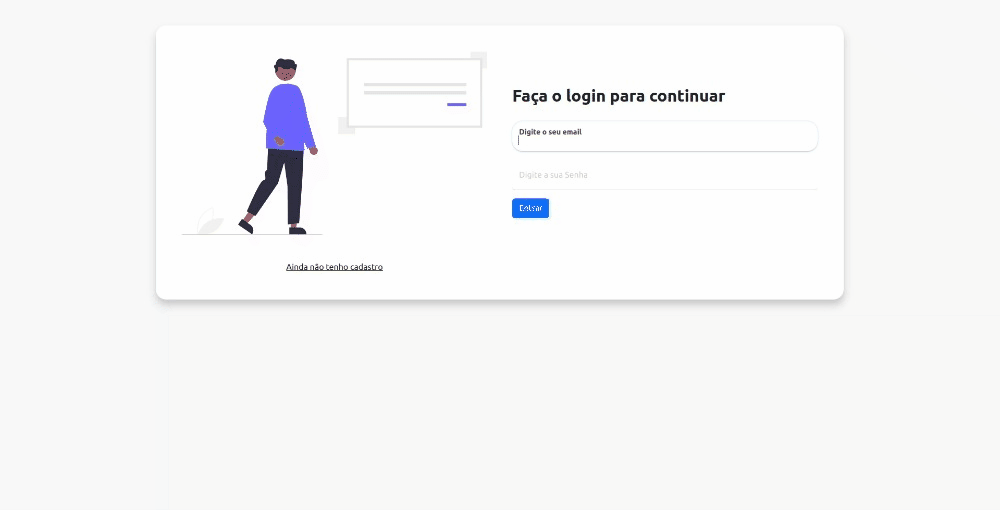 Faça o login para continuar
Digite o seu email
Digite a sua Senha
Entrar
Ainda não tenho cadastro